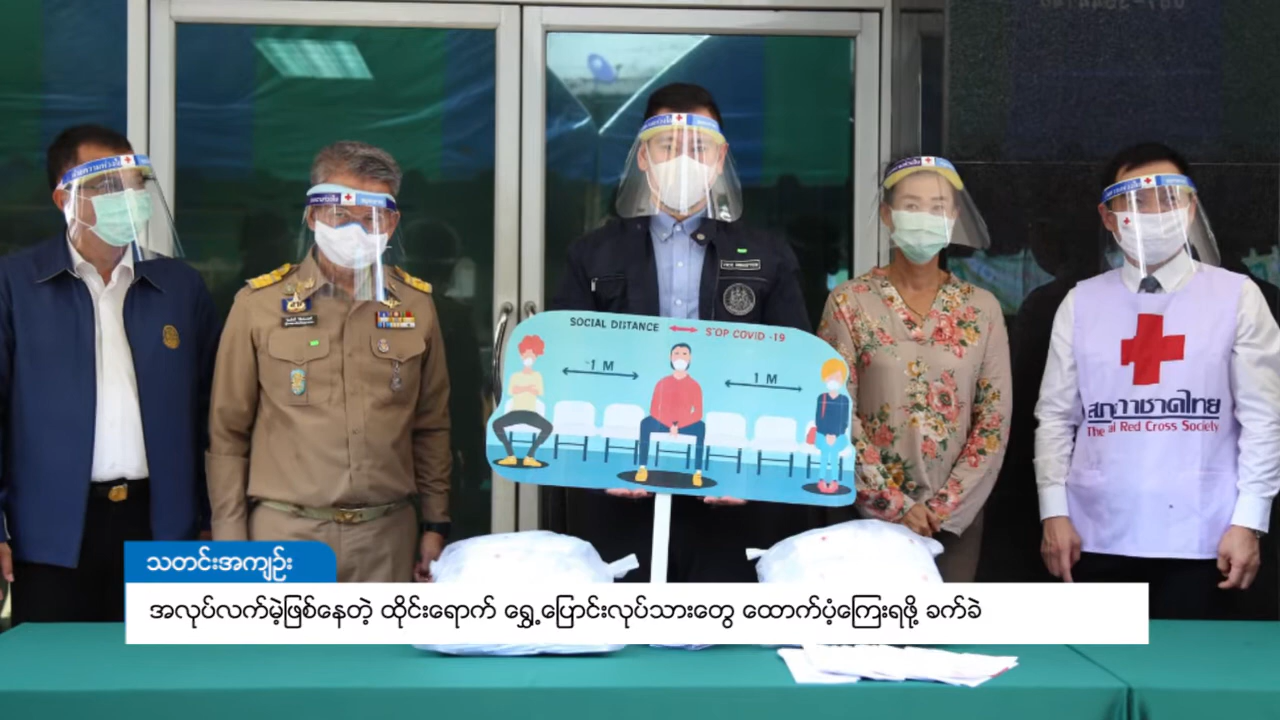 SOCIAL DISTANCE STOP COVID -19
1 M
1 M
สภากาชาดไทย
The Red Cross Society
သတင်းအကျဉ်း
အလုပ်လက်မဲ့ဖြစ်နေတဲ့ ထိုင်းရောက် ရွှေ့ပြောင်းလုပ်သားတွေ ထောက်ပံ့ကြေးရဖို့ ခက်ခဲ